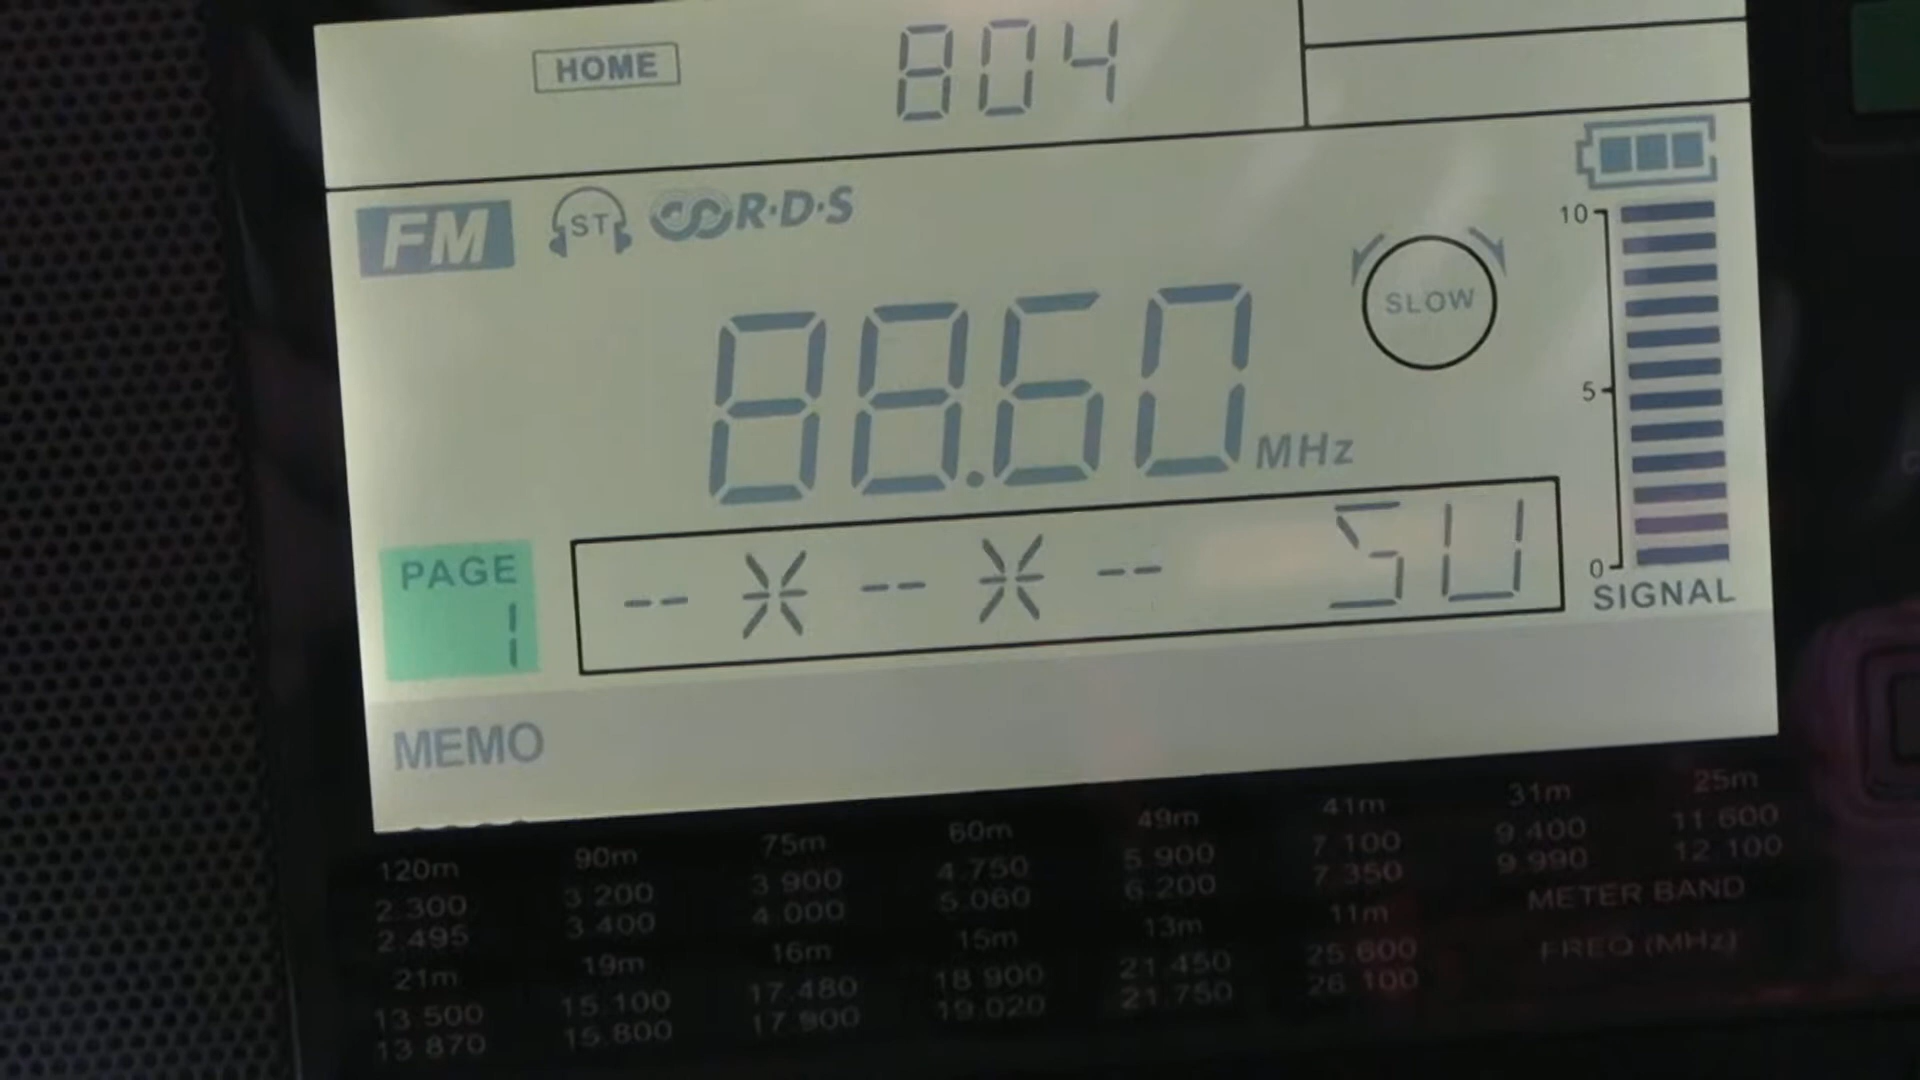 HOME 804
FM ST R·D·S
10
SLOW
88.60 MHz
5
PAGE
1
--*--*-- SU
0
SIGNAL
MEMO
120m 90m 75m 60m 49m 41m 31m 25m
2.300 3.200 3.900 4.750 5.900 7.100 9.400 11.600
2.495 3.400 4.000 5.060 6.200 7.350 9.990 12.100
21m 19m 16m 15m 13m 11m METER BAND
13.500 15.100 17.480 18.900 21.450 25.600 FREQ (MHz)
13.870 15.800 17.900 19.020 21.750 26.100